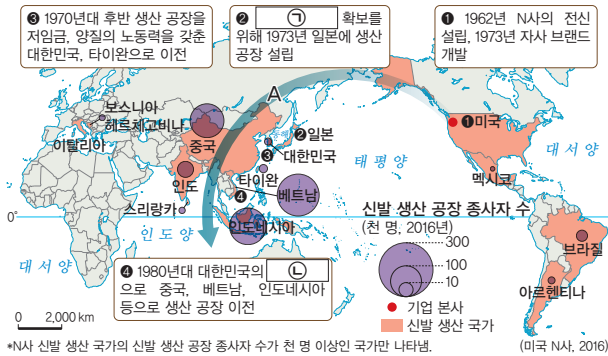 ❸ 1970년대 후반 생산 공장을
저임금, 양질의 노동력을 갖춘
대한민국, 타이완으로 이전
❷ ㉠ 확보를
위해 1973년 일본에 생산
공장 설립
❶ 1962년 N사의 전신
설립, 1973년 자사 브랜드
개발
A
보스니아
헤르체고비나
이탈리아
중국
동해
❷일본
❸
대한민국
❶미국
대서양
태평양
타이완
인도
❹
베트남
멕시코
스리랑카
0°
인도양
인도네시아
신발 생산 공장 종사자 수
(천 명, 2016년)
300
100
10
브라질
대서양
아르헨티나
기업 본사
신발 생산 국가
❹ 1980년대 대한민국의 ㉡
으로 중국, 베트남, 인도네시아
등으로 생산 공장 이전
0 2,000 km
*N사 신발 생산 국가의 신발 생산 공장 종사자 수가 천 명 이상인 국가만 나타냄.
(미국 N사, 2016)